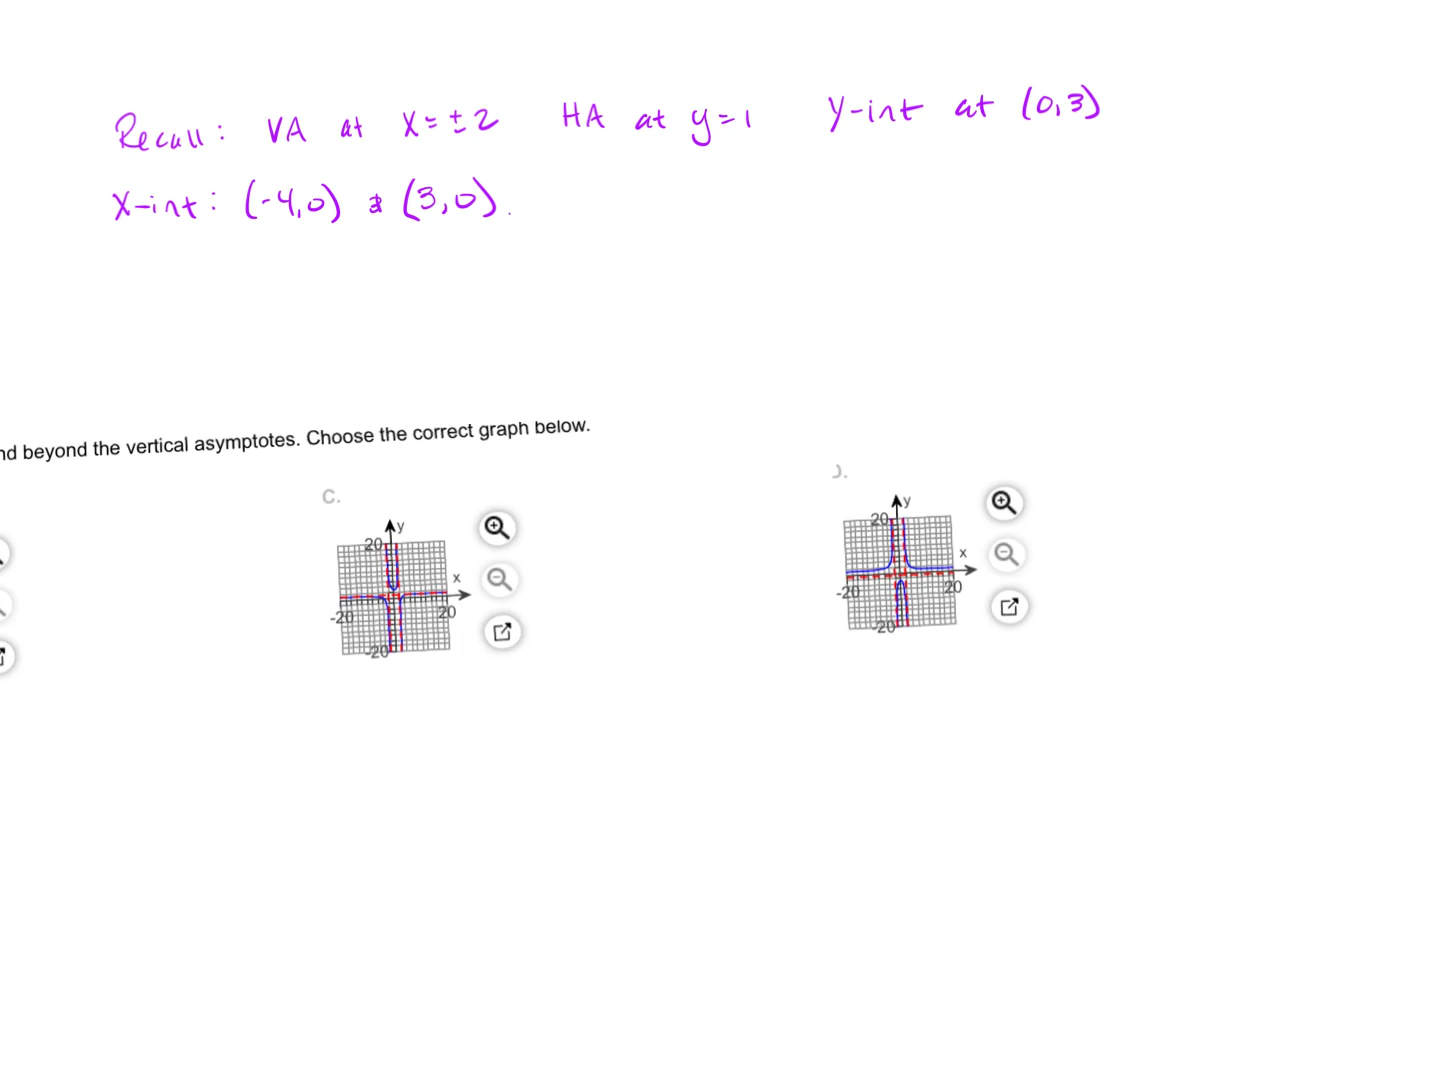 Recall: VA at x=±2 HA at y=1 y-int at (0,3)
x-int: (-4,0) & (3,0).
nd beyond the vertical asymptotes. Choose the correct graph below.
C.
y
20
x
-20
20
-20
y
20
x
-20
20
-20